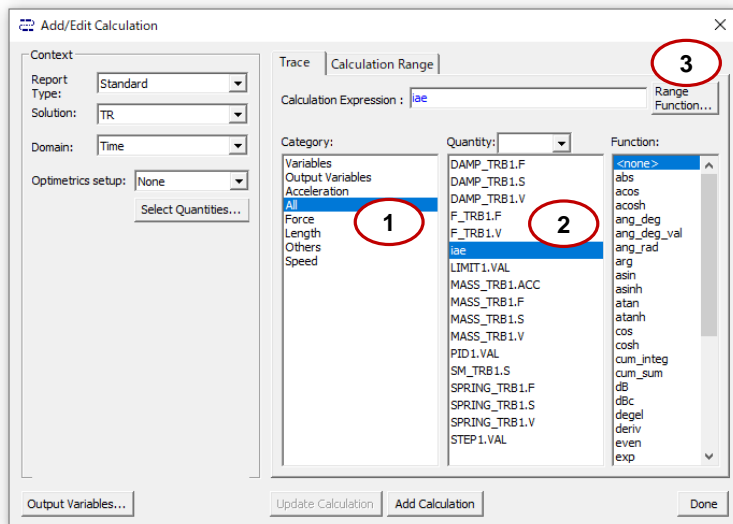 Add/Edit Calculation
Context
Report Type:
Standard
Solution:
TR
Domain:
Time
Optimetrics setup:
None
Select Quantities...
Output Variables...
Trace
Calculation Range
3
Calculation Expression :
iae
Range Function...
Category:
Variables
Output Variables
Acceleration
All
Force
Length
Others
Speed
1
Quantity:
DAMP_TRB1.F
DAMP_TRB1.S
DAMP_TRB1.V
F_TRB1.F
F_TRB1.V
iae
LIMIT1.VAL
MASS_TRB1.ACC
MASS_TRB1.F
MASS_TRB1.S
MASS_TRB1.V
PID1.VAL
SM_TRB1.S
SPRING_TRB1.F
SPRING_TRB1.S
SPRING_TRB1.V
STEP1.VAL
2
Function:
<none>
abs
acos
acosh
ang_deg
ang_deg_val
ang_rad
arg
asin
asinh
atan
atanh
cos
cosh
cum_integ
cum_sum
dB
dBc
degel
deriv
even
exp
Update Calculation
Add Calculation
Done